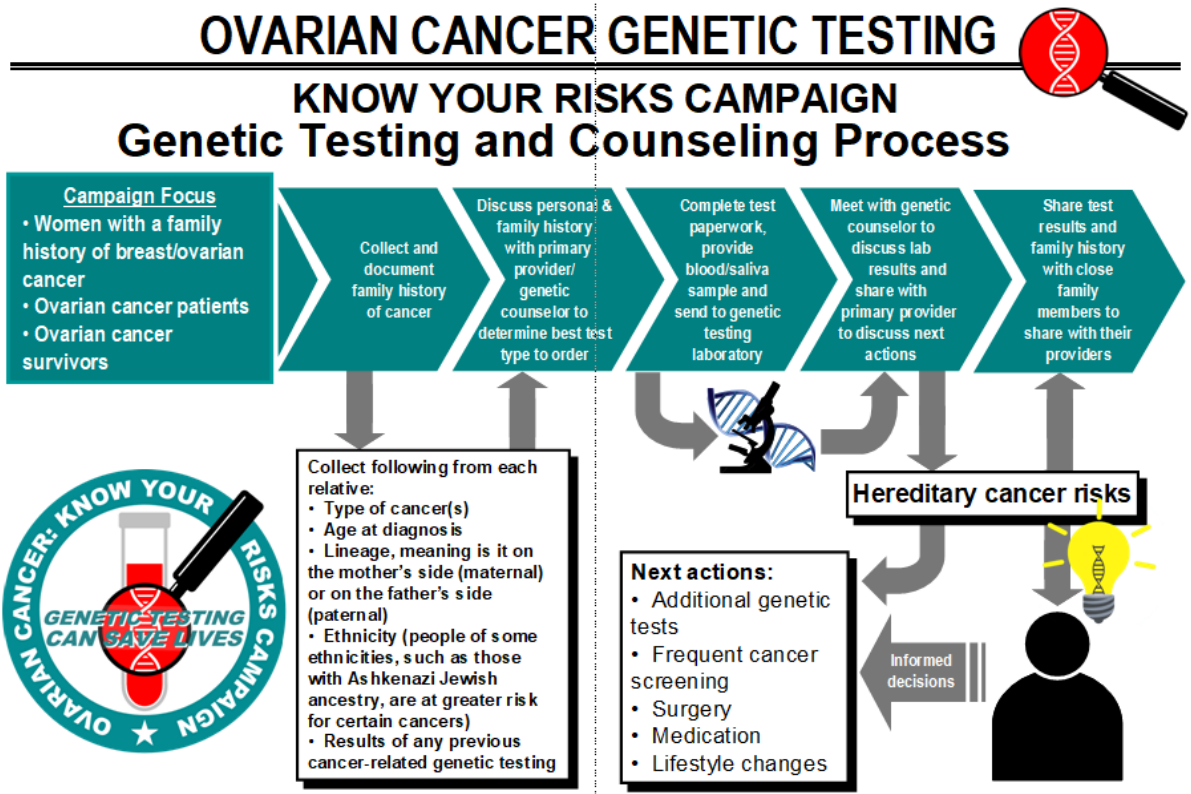 OVARIAN CANCER GENETIC TESTING
KNOW YOUR RISKS CAMPAIGN
Genetic Testing and Counseling Process
Campaign Focus
• Women with a family
history of breast/ovarian
cancer
• Ovarian cancer patients
• Ovarian cancer
survivors
Collect and
document
family history
of cancer
Discuss personal &
family history
with primary
provider/
genetic
counselor to
determine best test
type to order
Complete test
paperwork,
provide
blood/saliva
sample and
send to genetic
testing
laboratory
Meet with genetic
counselor to
discuss lab
results and
share with
primary provider
to discuss next
actions
Share test
results and
family history
with close
family
members to
share with their
providers
Collect following from each
relative:
• Type of cancer(s)
• Age at diagnosis
• Lineage, meaning is it on
the mother's side (maternal)
or on the father's side
(paternal)
• Ethnicity (people of some
ethnicities, such as those
with Ashkenazi Jewish
ancestry, are at greater risk
for certain cancers)
• Results of any previous
cancer-related genetic testing
Hereditary cancer risks
Next actions:
• Additional genetic
tests
• Frequent cancer
screening
• Surgery
• Medication
• Lifestyle changes
Informed
decisions
OVARIAN CANCER: KNOW YOUR RISKS CAMPAIGN
GENETIC TESTING
CAN SAVE LIVES